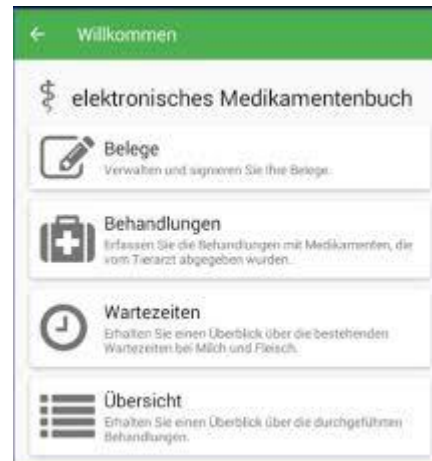 Willkommen
elektronisches Medikamentenbuch
Belege
Verwalten und signieren Sie Ihre Belege.
Behandlungen
Erfassen Sie die Behandlungen mit Medikamenten, die
vom Tierarzt abgegeben wurden.
Wartezeiten
Erhalten Sie einen Überblick über die bestehenden
Wartezeiten bei Milch und Fleisch.
Übersicht
Erhalten Sie einen Überblick über die durchgeführten
Behandlungen.